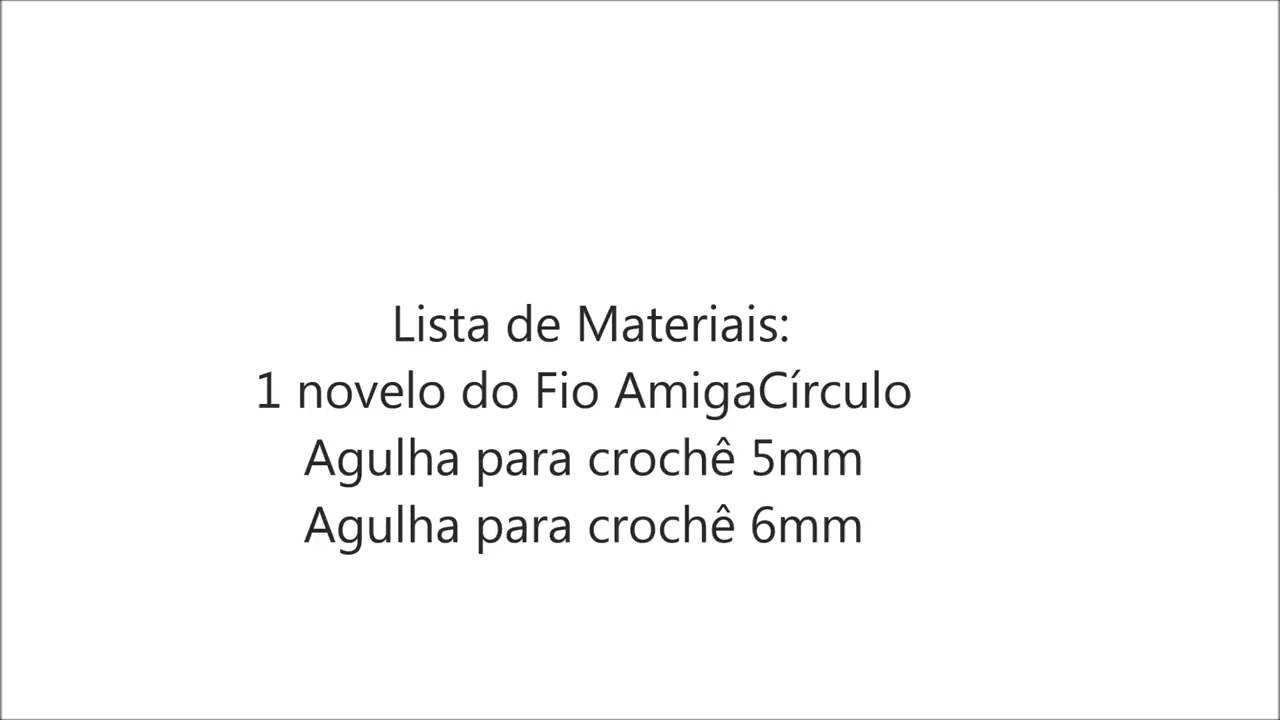 Lista de Materiais:
1 novelo do Fio AmigaCírculo
Agulha para crochê 5mm
Agulha para crochê 6mm